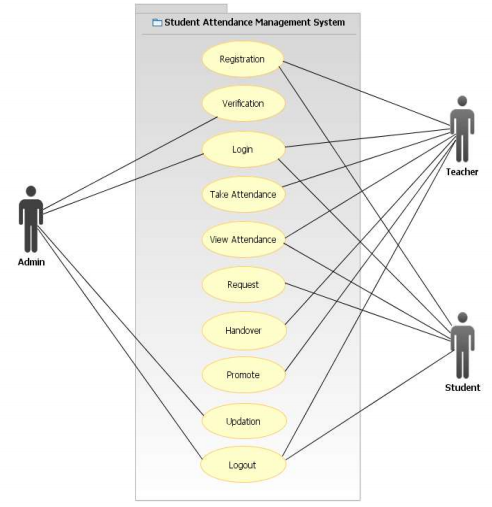 Student Attendance Management System
Registration
Verification
Login
Take Attendance
View Attendance
Request
Handover
Promote
Updation
Logout
Admin
Teacher
Student